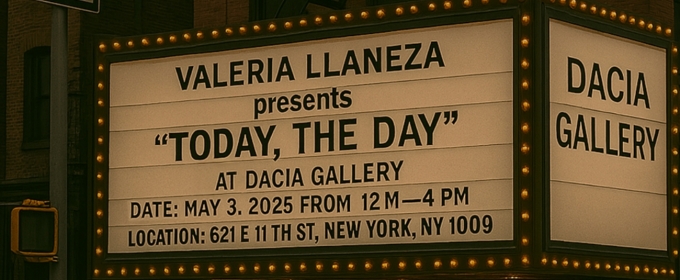 VALERIA LLANEZA
presents
“TODAY, THE DAY”
AT DACIA GALLERY
DATE: MAY 3. 2025 FROM 12 M—4 PM
LOCATION: 621 E 11 TH ST, NEW YORK, NY 1009
DACIA
GALLERY